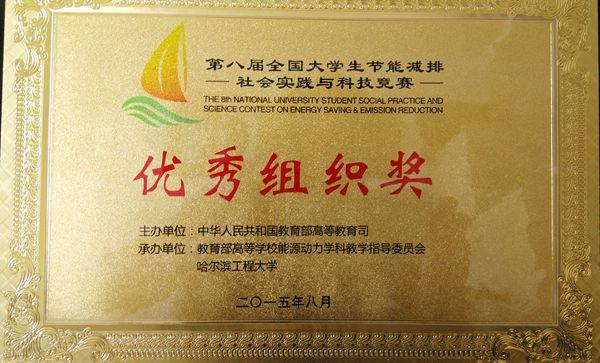 第八届全国大学生节能减排
社会实践与科技竞赛
THE 8th NATIONAL UNIVERSITY STUDENT SOCIAL PRACTICE AND
SCIENCE CONTEST ON ENERGY SAVING & EMISSION REDUCTION
优秀组织奖
主办单位：中华人民共和国教育部高等教育司
承办单位：教育部高等学校能源动力学科教学指导委员会
哈尔滨工程大学
二〇一五年八月